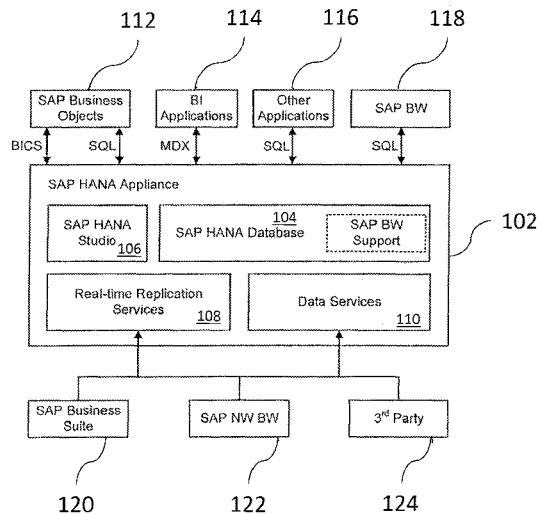 112
114
116
118
SAP Business
Objects
BI
Applications
Other
Applications
SAP BW
BICS
SQL
MDX
SQL
SQL
SAP HANA Appliance
102
SAP HANA
Studio
106
104
SAP HANA Database
SAP BW
Support
Real-time Replication
Services
108
Data Services
110
SAP Business
Suite
SAP NW BW
3rd Party
120
122
124